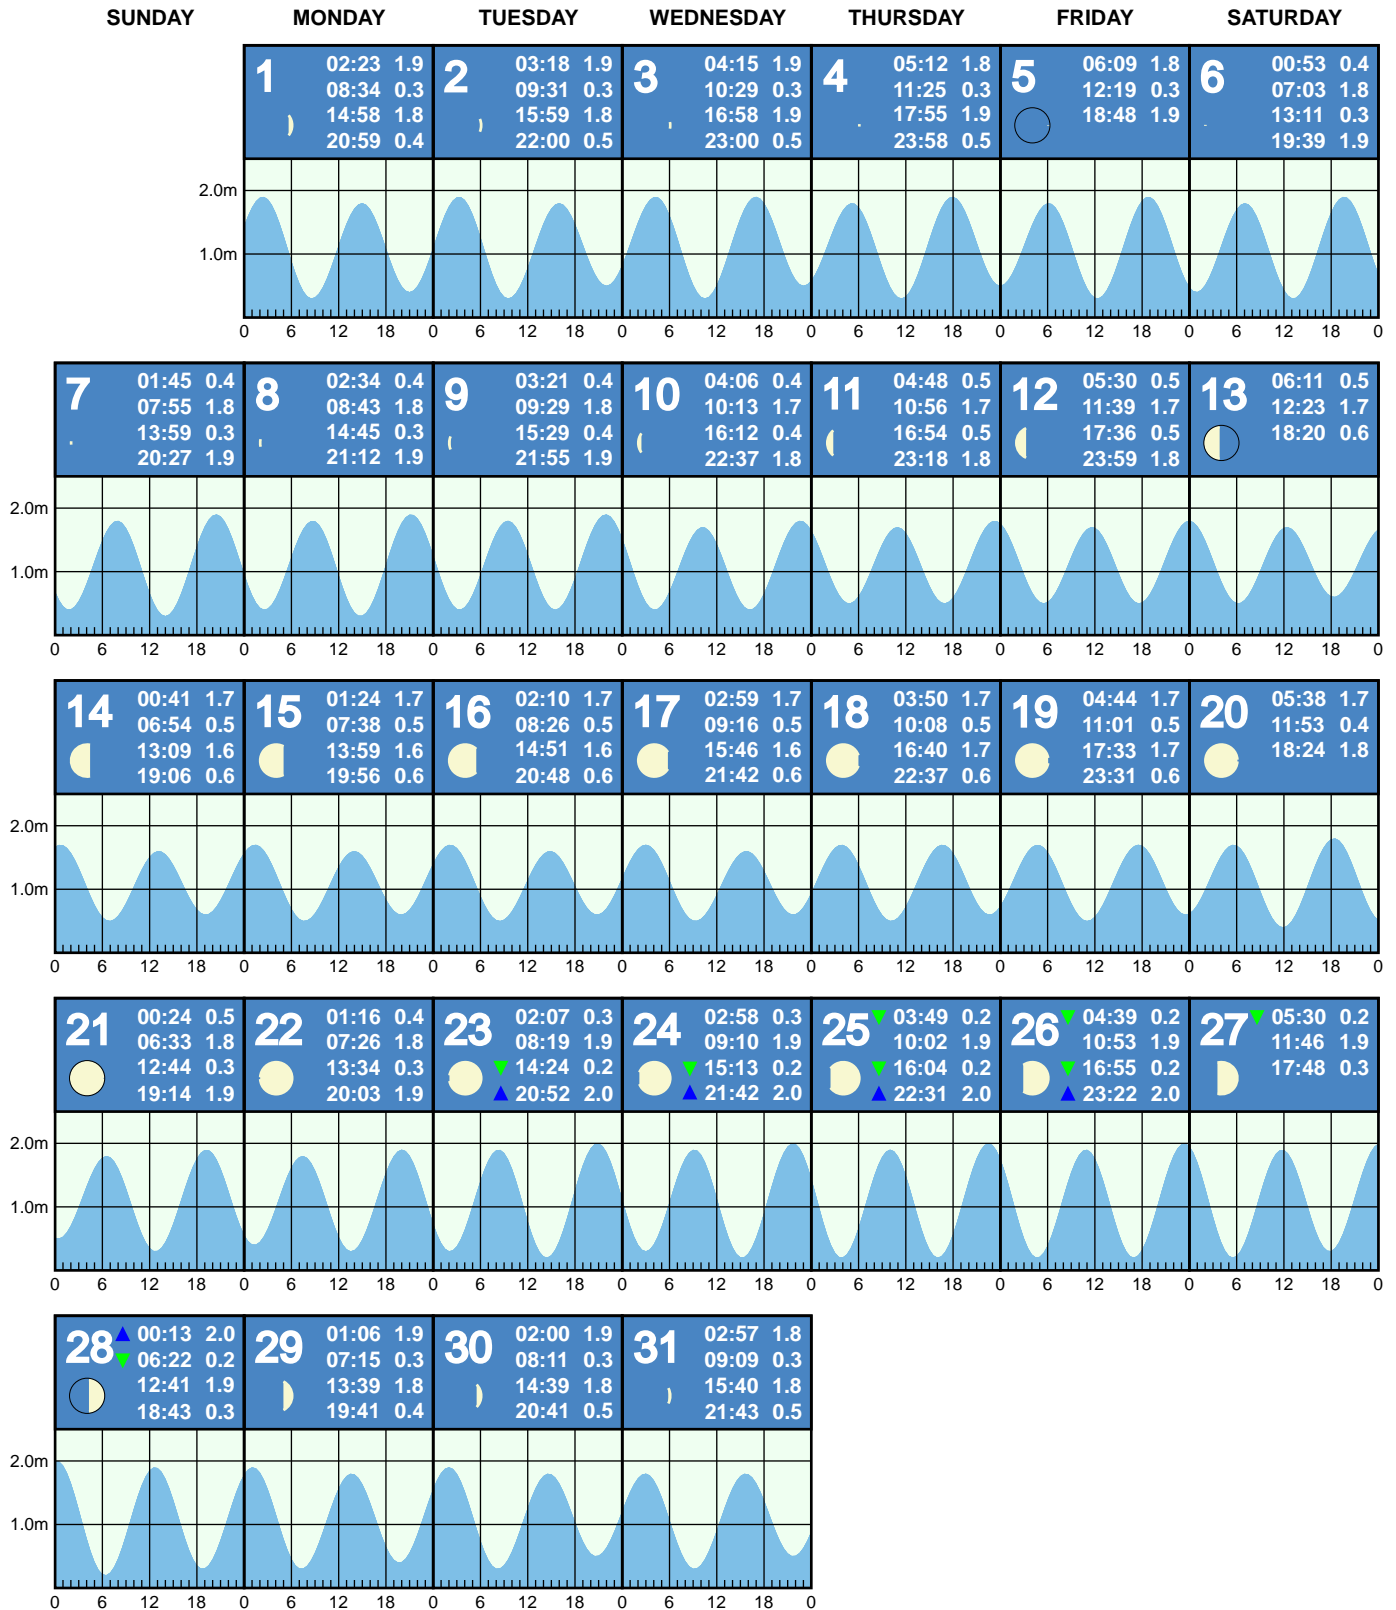 SUNDAY MONDAY TUESDAY WEDNESDAY THURSDAY FRIDAY SATURDAY
1 02:23 1.9
08:34 0.3
14:58 1.8
20:59 0.4
2 03:18 1.9
09:31 0.3
15:59 1.8
22:00 0.5
3 04:15 1.9
10:29 0.3
16:58 1.9
23:00 0.5
4 05:12 1.8
11:25 0.3
17:55 1.9
23:58 0.5
5 06:09 1.8
12:19 0.3
18:48 1.9
6 00:53 0.4
07:03 1.8
13:11 0.3
19:39 1.9
2.0m
1.0m
0 6 12 18 0 6 12 18 0 6 12 18 0 6 12 18 0 6 12 18 0 6 12 18 0
7 01:45 0.4
07:55 1.8
13:59 0.3
20:27 1.9
8 02:34 0.4
08:43 1.8
14:45 0.3
21:12 1.9
9 03:21 0.4
09:29 1.8
15:29 0.4
21:55 1.9
10 04:06 0.4
10:13 1.7
16:12 0.4
22:37 1.8
11 04:48 0.5
10:56 1.7
16:54 0.5
23:18 1.8
12 05:30 0.5
11:39 1.7
17:36 0.5
23:59 1.8
13 06:11 0.5
12:23 1.7
18:20 0.6
2.0m
1.0m
0 6 12 18 0 6 12 18 0 6 12 18 0 6 12 18 0 6 12 18 0 6 12 18 0 6 12 18 0
14 00:41 1.7
06:54 0.5
13:09 1.6
19:06 0.6
15 01:24 1.7
07:38 0.5
13:59 1.6
19:56 0.6
16 02:10 1.7
08:26 0.5
14:51 1.6
20:48 0.6
17 02:59 1.7
09:16 0.5
15:46 1.6
21:42 0.6
18 03:50 1.7
10:08 0.5
16:40 1.7
22:37 0.6
19 04:44 1.7
11:01 0.5
17:33 1.7
23:31 0.6
20 05:38 1.7
11:53 0.4
18:24 1.8
2.0m
1.0m
0 6 12 18 0 6 12 18 0 6 12 18 0 6 12 18 0 6 12 18 0 6 12 18 0 6 12 18 0
21 00:24 0.5
06:33 1.8
12:44 0.3
19:14 1.9
22 01:16 0.4
07:26 1.8
13:34 0.3
20:03 1.9
23 02:07 0.3
08:19 1.9
14:24 0.2
20:52 2.0
24 02:58 0.3
09:10 1.9
15:13 0.2
21:42 2.0
25 03:49 0.2
10:02 1.9
16:04 0.2
22:31 2.0
26 04:39 0.2
10:53 1.9
16:55 0.2
23:22 2.0
27 05:30 0.2
11:46 1.9
17:48 0.3
2.0m
1.0m
0 6 12 18 0 6 12 18 0 6 12 18 0 6 12 18 0 6 12 18 0 6 12 18 0 6 12 18 0
28 00:13 2.0
06:22 0.2
12:41 1.9
18:43 0.3
29 01:06 1.9
07:15 0.3
13:39 1.8
19:41 0.4
30 02:00 1.9
08:11 0.3
14:39 1.8
20:41 0.5
31 02:57 1.8
09:09 0.3
15:40 1.8
21:43 0.5
2.0m
1.0m
0 6 12 18 0 6 12 18 0 6 12 18 0 6 12 18 0